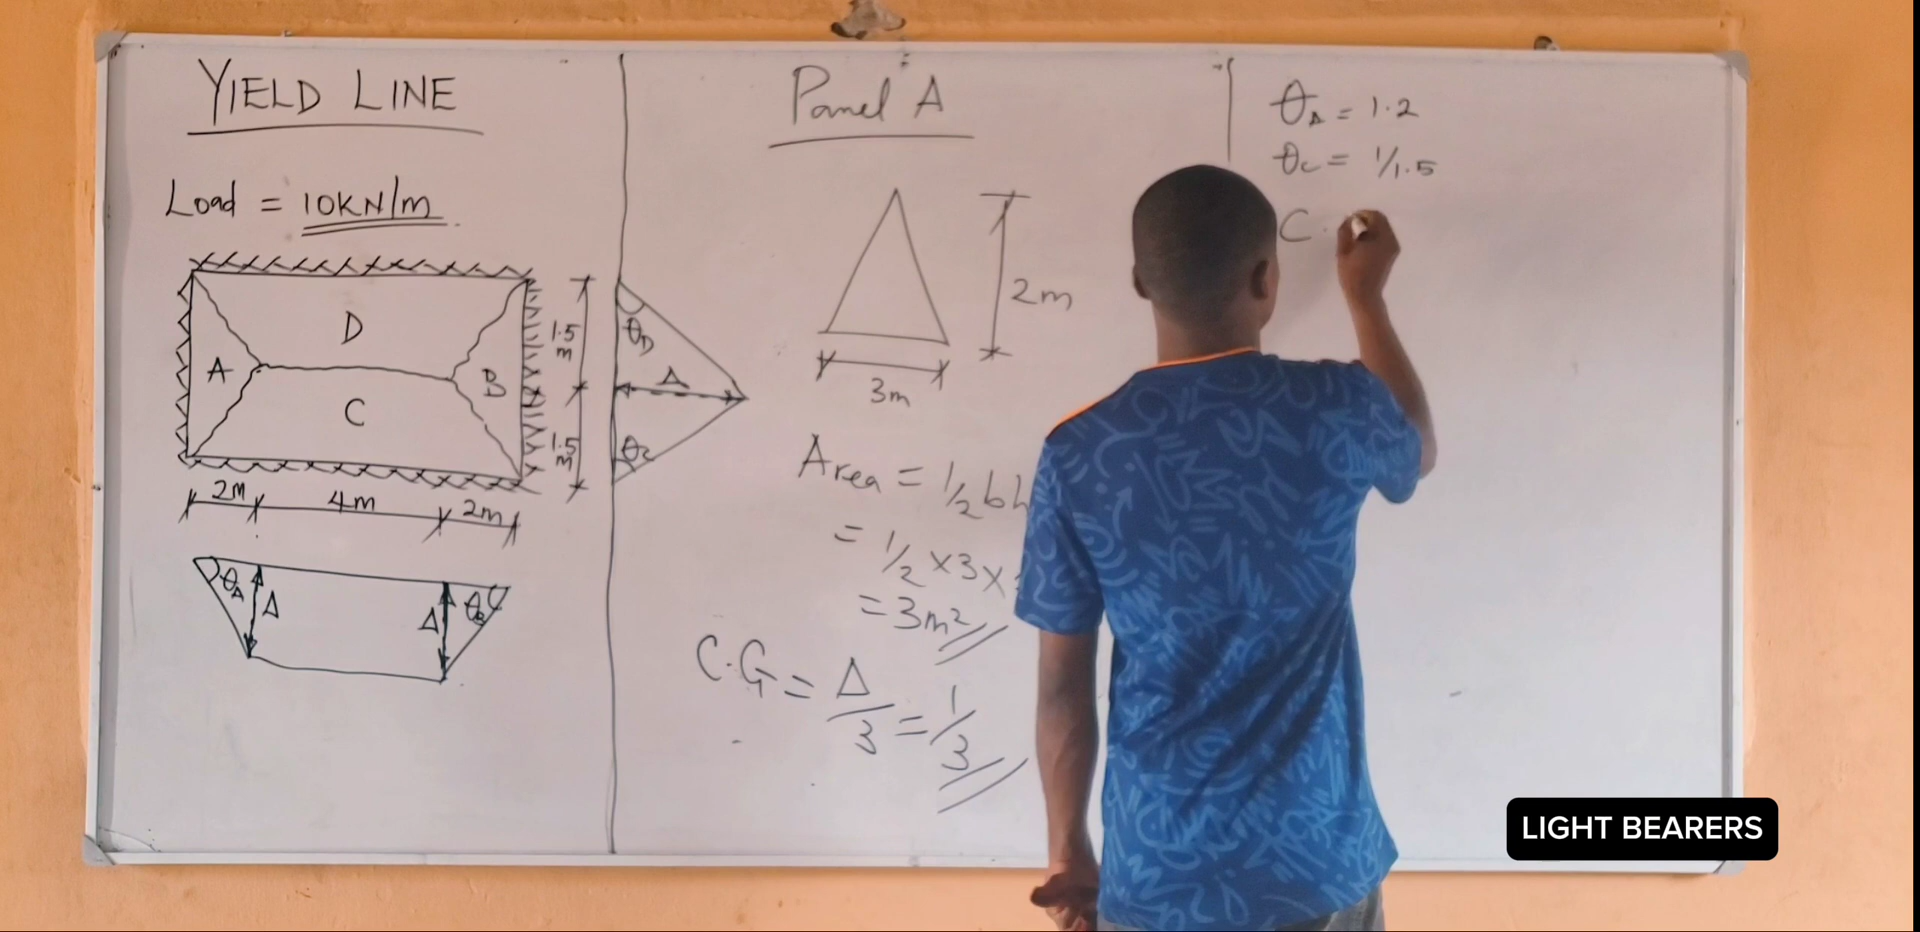 YIELD LINE
Load = 10KN/m
D
A
B
C
1.5
m
1.5
m
2m
4m
2m
θA
Δ
Δ
θB
θD
Δ
θC
Panel A
2m
3m
Area = 1/2 bh
= 1/2 × 3 ×
= 3m²
C.G = Δ/3 = 1/3
θA = 1.2
θC = 1/1.5
C.
LIGHT BEARERS